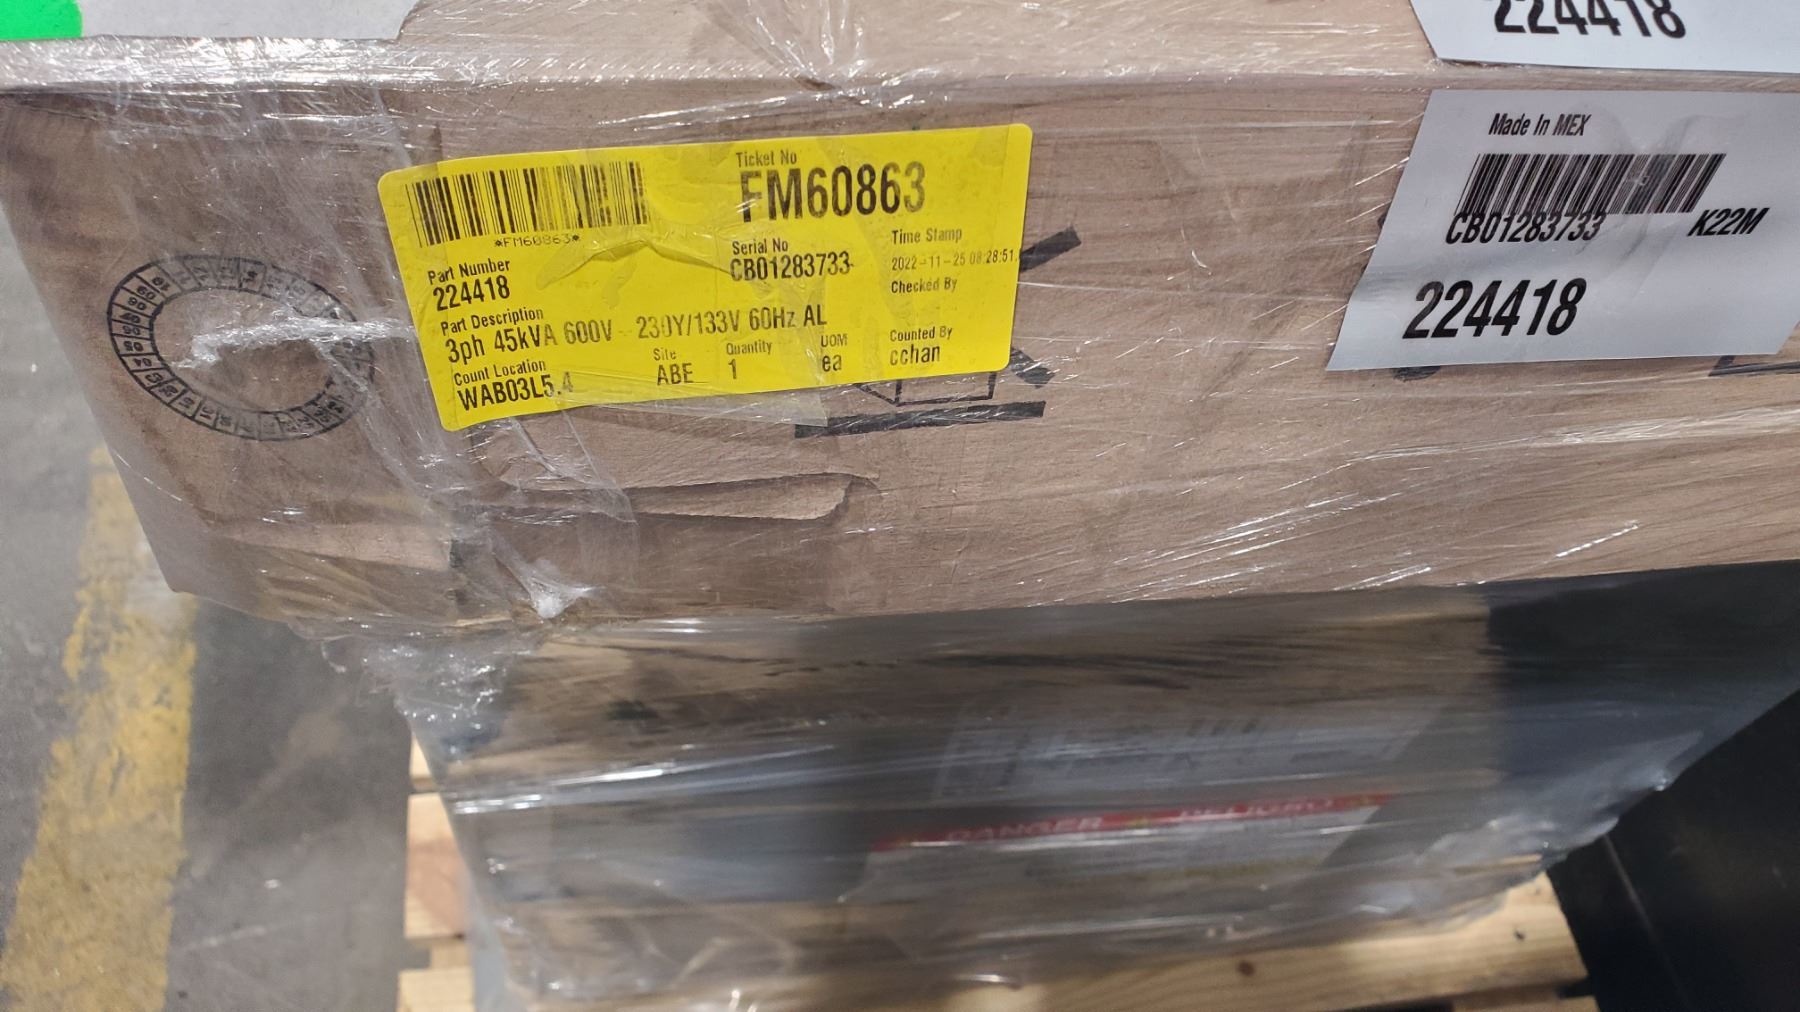 224418
Made In MEX
CB01283733 K22M
224418
Ticket No
FM60863
*FM60863*
Part Number
224418
Serial No
CB01283733
Time Stamp
2022-11-25 08:28:51
Checked By
Part Description
3ph 45kVA 600V - 230Y/133V 60Hz AL
Count Location
WAB03L5.4
Site
ABE
Quantity
1
UOM
ea
Counted By
cchan
DANGER PELIGRO